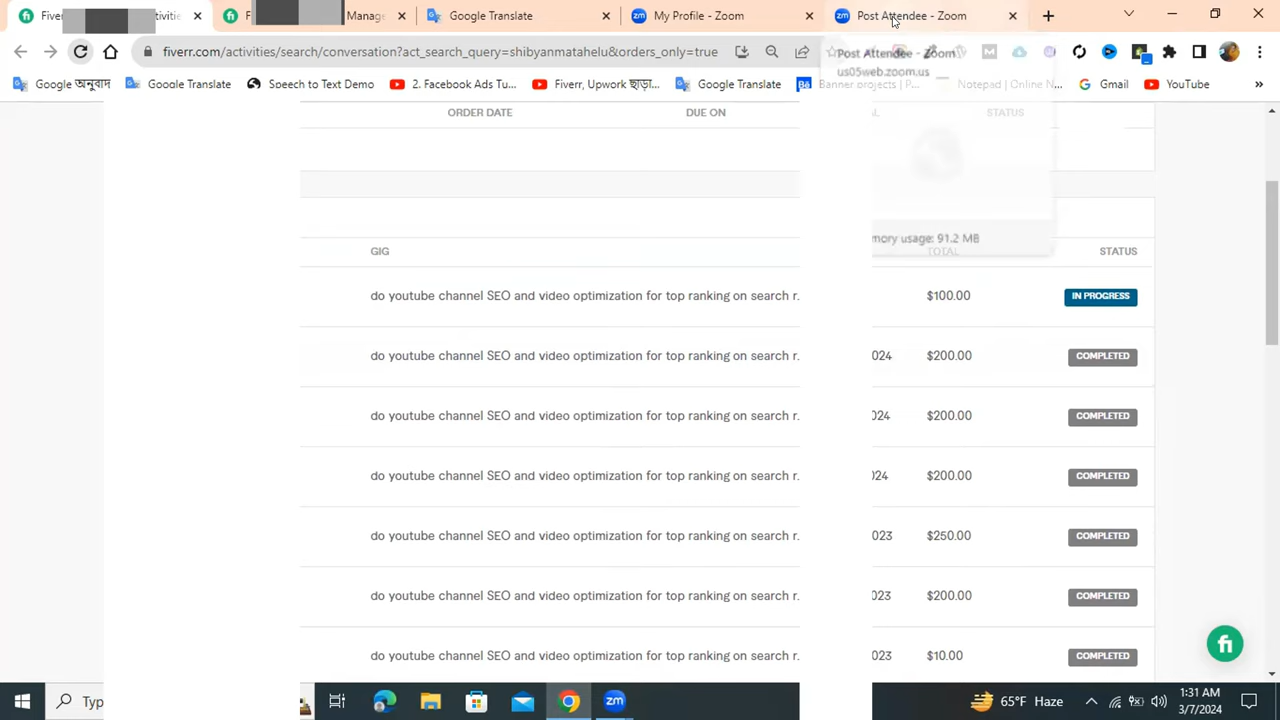 Fiverr
ctivities
F
Manage
Google Translate
My Profile - Zoom
Post Attendee - Zoom
fiverr.com/activities/search/conversation?act_search_query=shibyanmatahelu&orders_only=true
Post Attendee - Zoom
us05web.zoom.us
Google অনুবাদ
Google Translate
Speech to Text Demo
2. Facebook Ads Tu...
Fiverr, Upwork ছাড়া...
Google Translate
Banner projects | P...
Notepad | Online N...
Gmail
YouTube
ORDER DATE
DUE ON
AL
STATUS
mory usage: 91.2 MB
GIG
TOTAL
STATUS
do youtube channel SEO and video optimization for top ranking on search r.
$100.00
IN PROGRESS
do youtube channel SEO and video optimization for top ranking on search r.
024
$200.00
COMPLETED
do youtube channel SEO and video optimization for top ranking on search r.
024
$200.00
COMPLETED
do youtube channel SEO and video optimization for top ranking on search r.
024
$200.00
COMPLETED
do youtube channel SEO and video optimization for top ranking on search r.
023
$250.00
COMPLETED
do youtube channel SEO and video optimization for top ranking on search r.
023
$200.00
COMPLETED
do youtube channel SEO and video optimization for top ranking on search r.
023
$10.00
COMPLETED
fi
Typ
65°F Haze
1:31 AM
3/7/2024